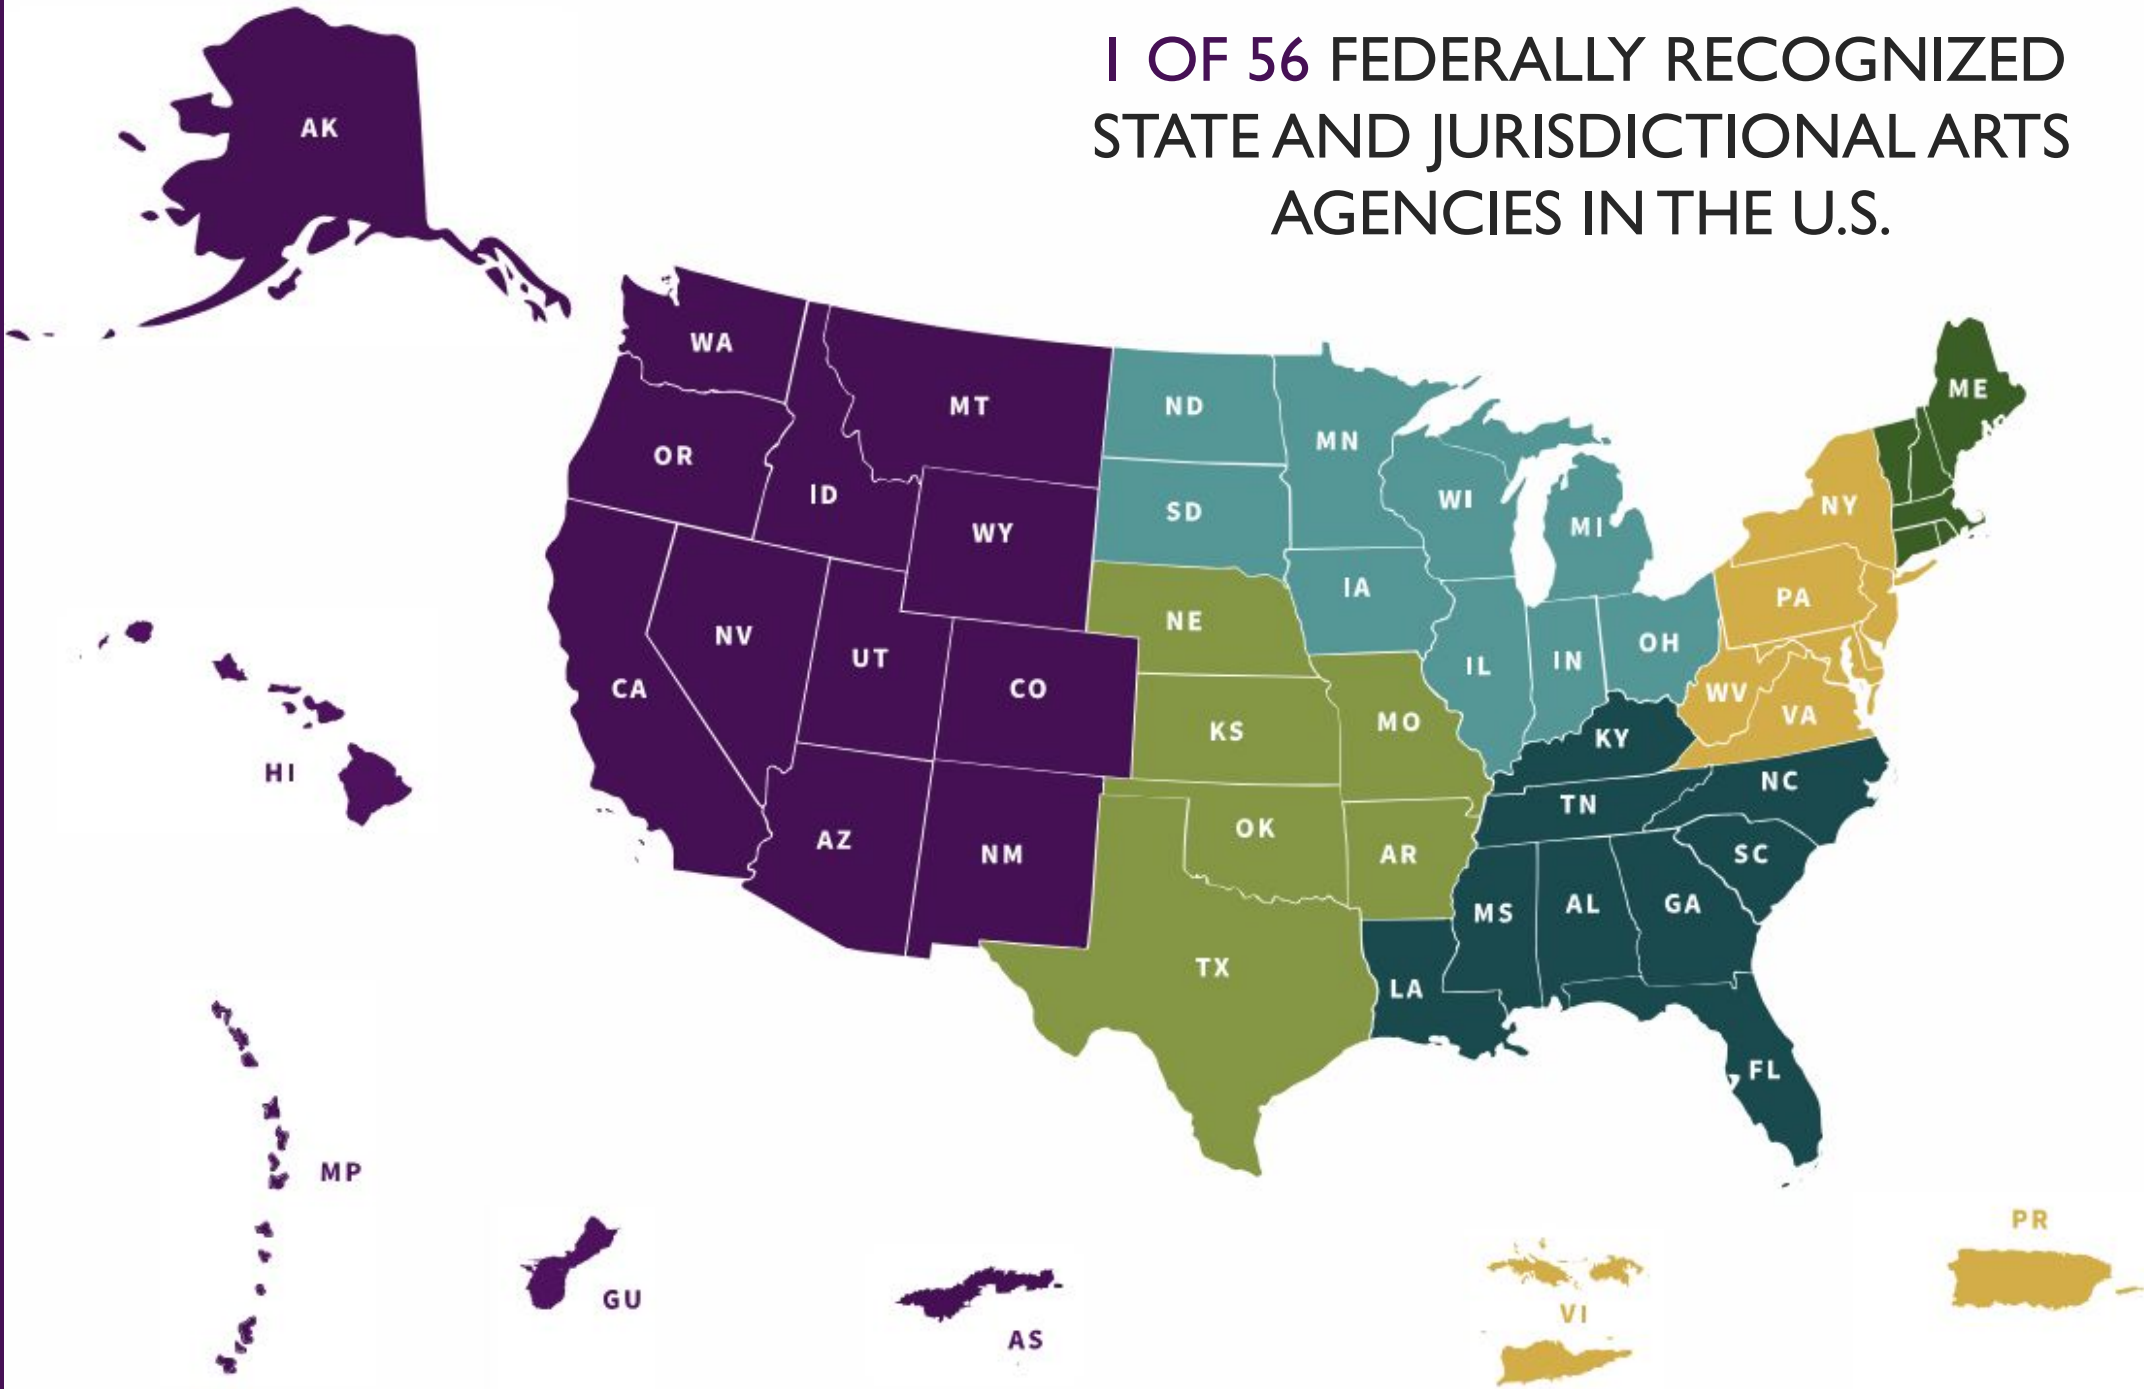 1 OF 56 FEDERALLY RECOGNIZED
STATE AND JURISDICTIONAL ARTS
AGENCIES IN THE U.S.
AK
WA
MT
ND
MN
ME
OR
ID
WY
SD
WI
MI
NY
IA
NE
PA
NV
UT
CO
CA
IL
IN
OH
WV
VA
KS
MO
KY
HI
NC
TN
AZ
NM
OK
AR
SC
MS
AL
GA
TX
LA
FL
MP
GU
AS
VI
PR